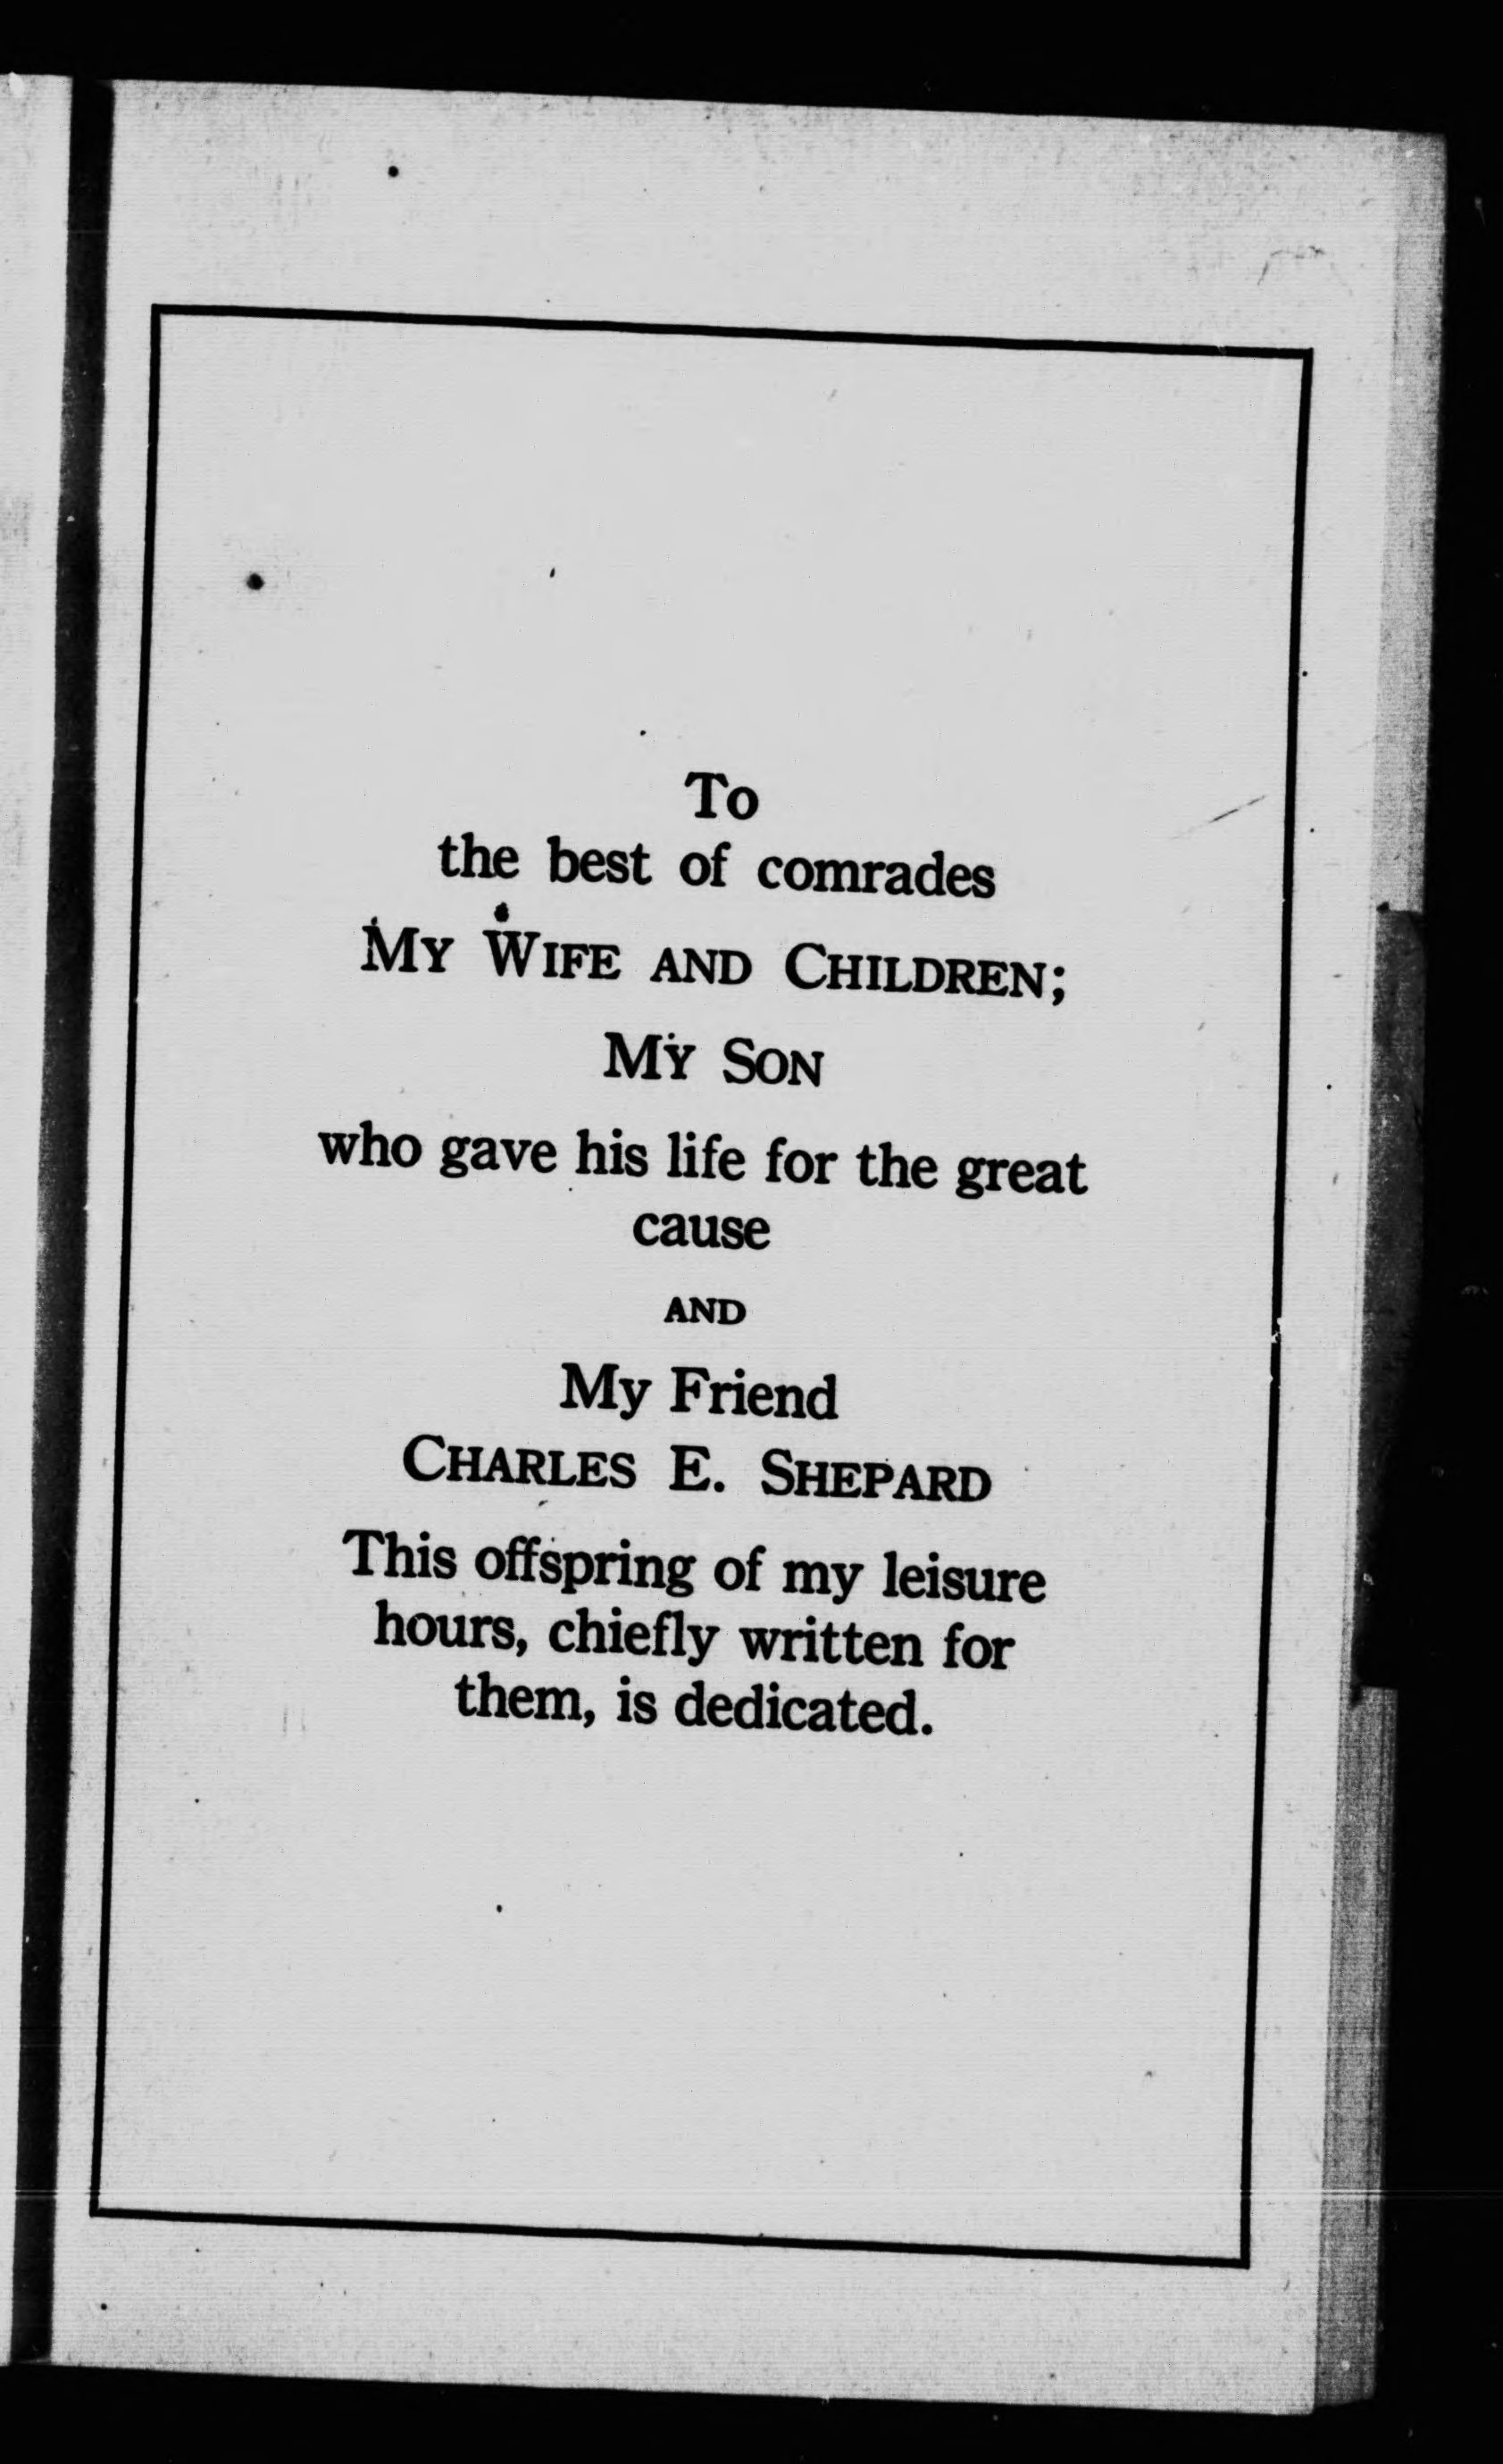 To
the best of comrades
MY WIFE AND CHILDREN;
MY SON
who gave his life for the great
cause
AND
My Friend
CHARLES E. SHEPARD
This offspring of my leisure
hours, chiefly written for
them, is dedicated.